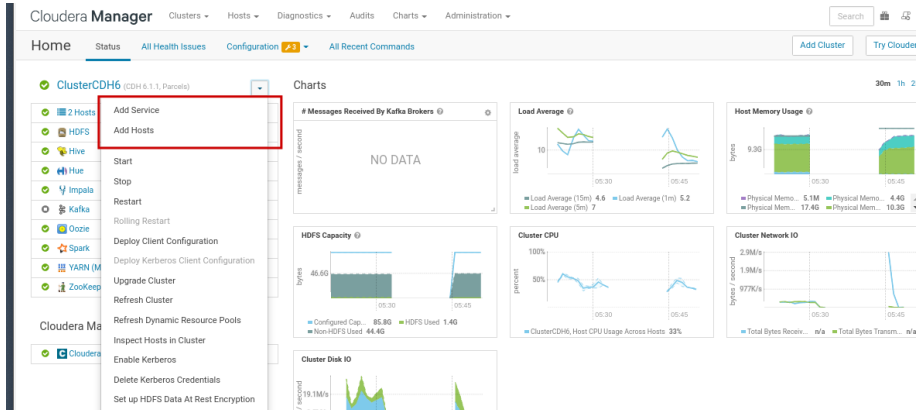 Cloudera Manager Clusters Hosts Diagnostics Audits Charts Administration Search
Home Status All Health Issues Configuration 3 All Recent Commands Add Cluster Try Clouder
ClusterCDH6 (CDH 6.1.1, Parcels)
2 Hosts
HDFS
Hive
Hue
Impala
Kafka
Oozie
Spark
YARN (M
ZooKeep
Cloudera Ma
Cloudera
Add Service
Add Hosts
Start
Stop
Restart
Rolling Restart
Deploy Client Configuration
Deploy Kerberos Client Configuration
Upgrade Cluster
Refresh Cluster
Refresh Dynamic Resource Pools
Inspect Hosts in Cluster
Enable Kerberos
Delete Kerberos Credentials
Set up HDFS Data At Rest Encryption
Charts
30m 1h 2
# Messages Received By Kafka Brokers
messages / second
NO DATA
Load Average
load average
10
05:30 05:45
Load Average (15m) 4.6 Load Average (1m) 5.2
Load Average (5m) 7
Host Memory Usage
bytes
9.3G
05:30 05:45
Physical Memo... 5.1M Physical Memo... 4.4G
Physical Mem... 17.4G Physical Mem... 10.3G
HDFS Capacity
bytes
46.6G
05:30 05:45
Configured Cap... 85.8G HDFS Used 1.4G
Non-HDFS Used 44.4G
Cluster CPU
percent
100%
50%
05:30 05:45
ClusterCDH6, Host CPU Usage Across Hosts 33%
Cluster Network IO
bytes / second
2.9M/s
1.9M/s
977K/s
05:30 05:45
Total Bytes Receiv... n/a Total Bytes Transm... n/a
Cluster Disk IO
second
19.1M/s